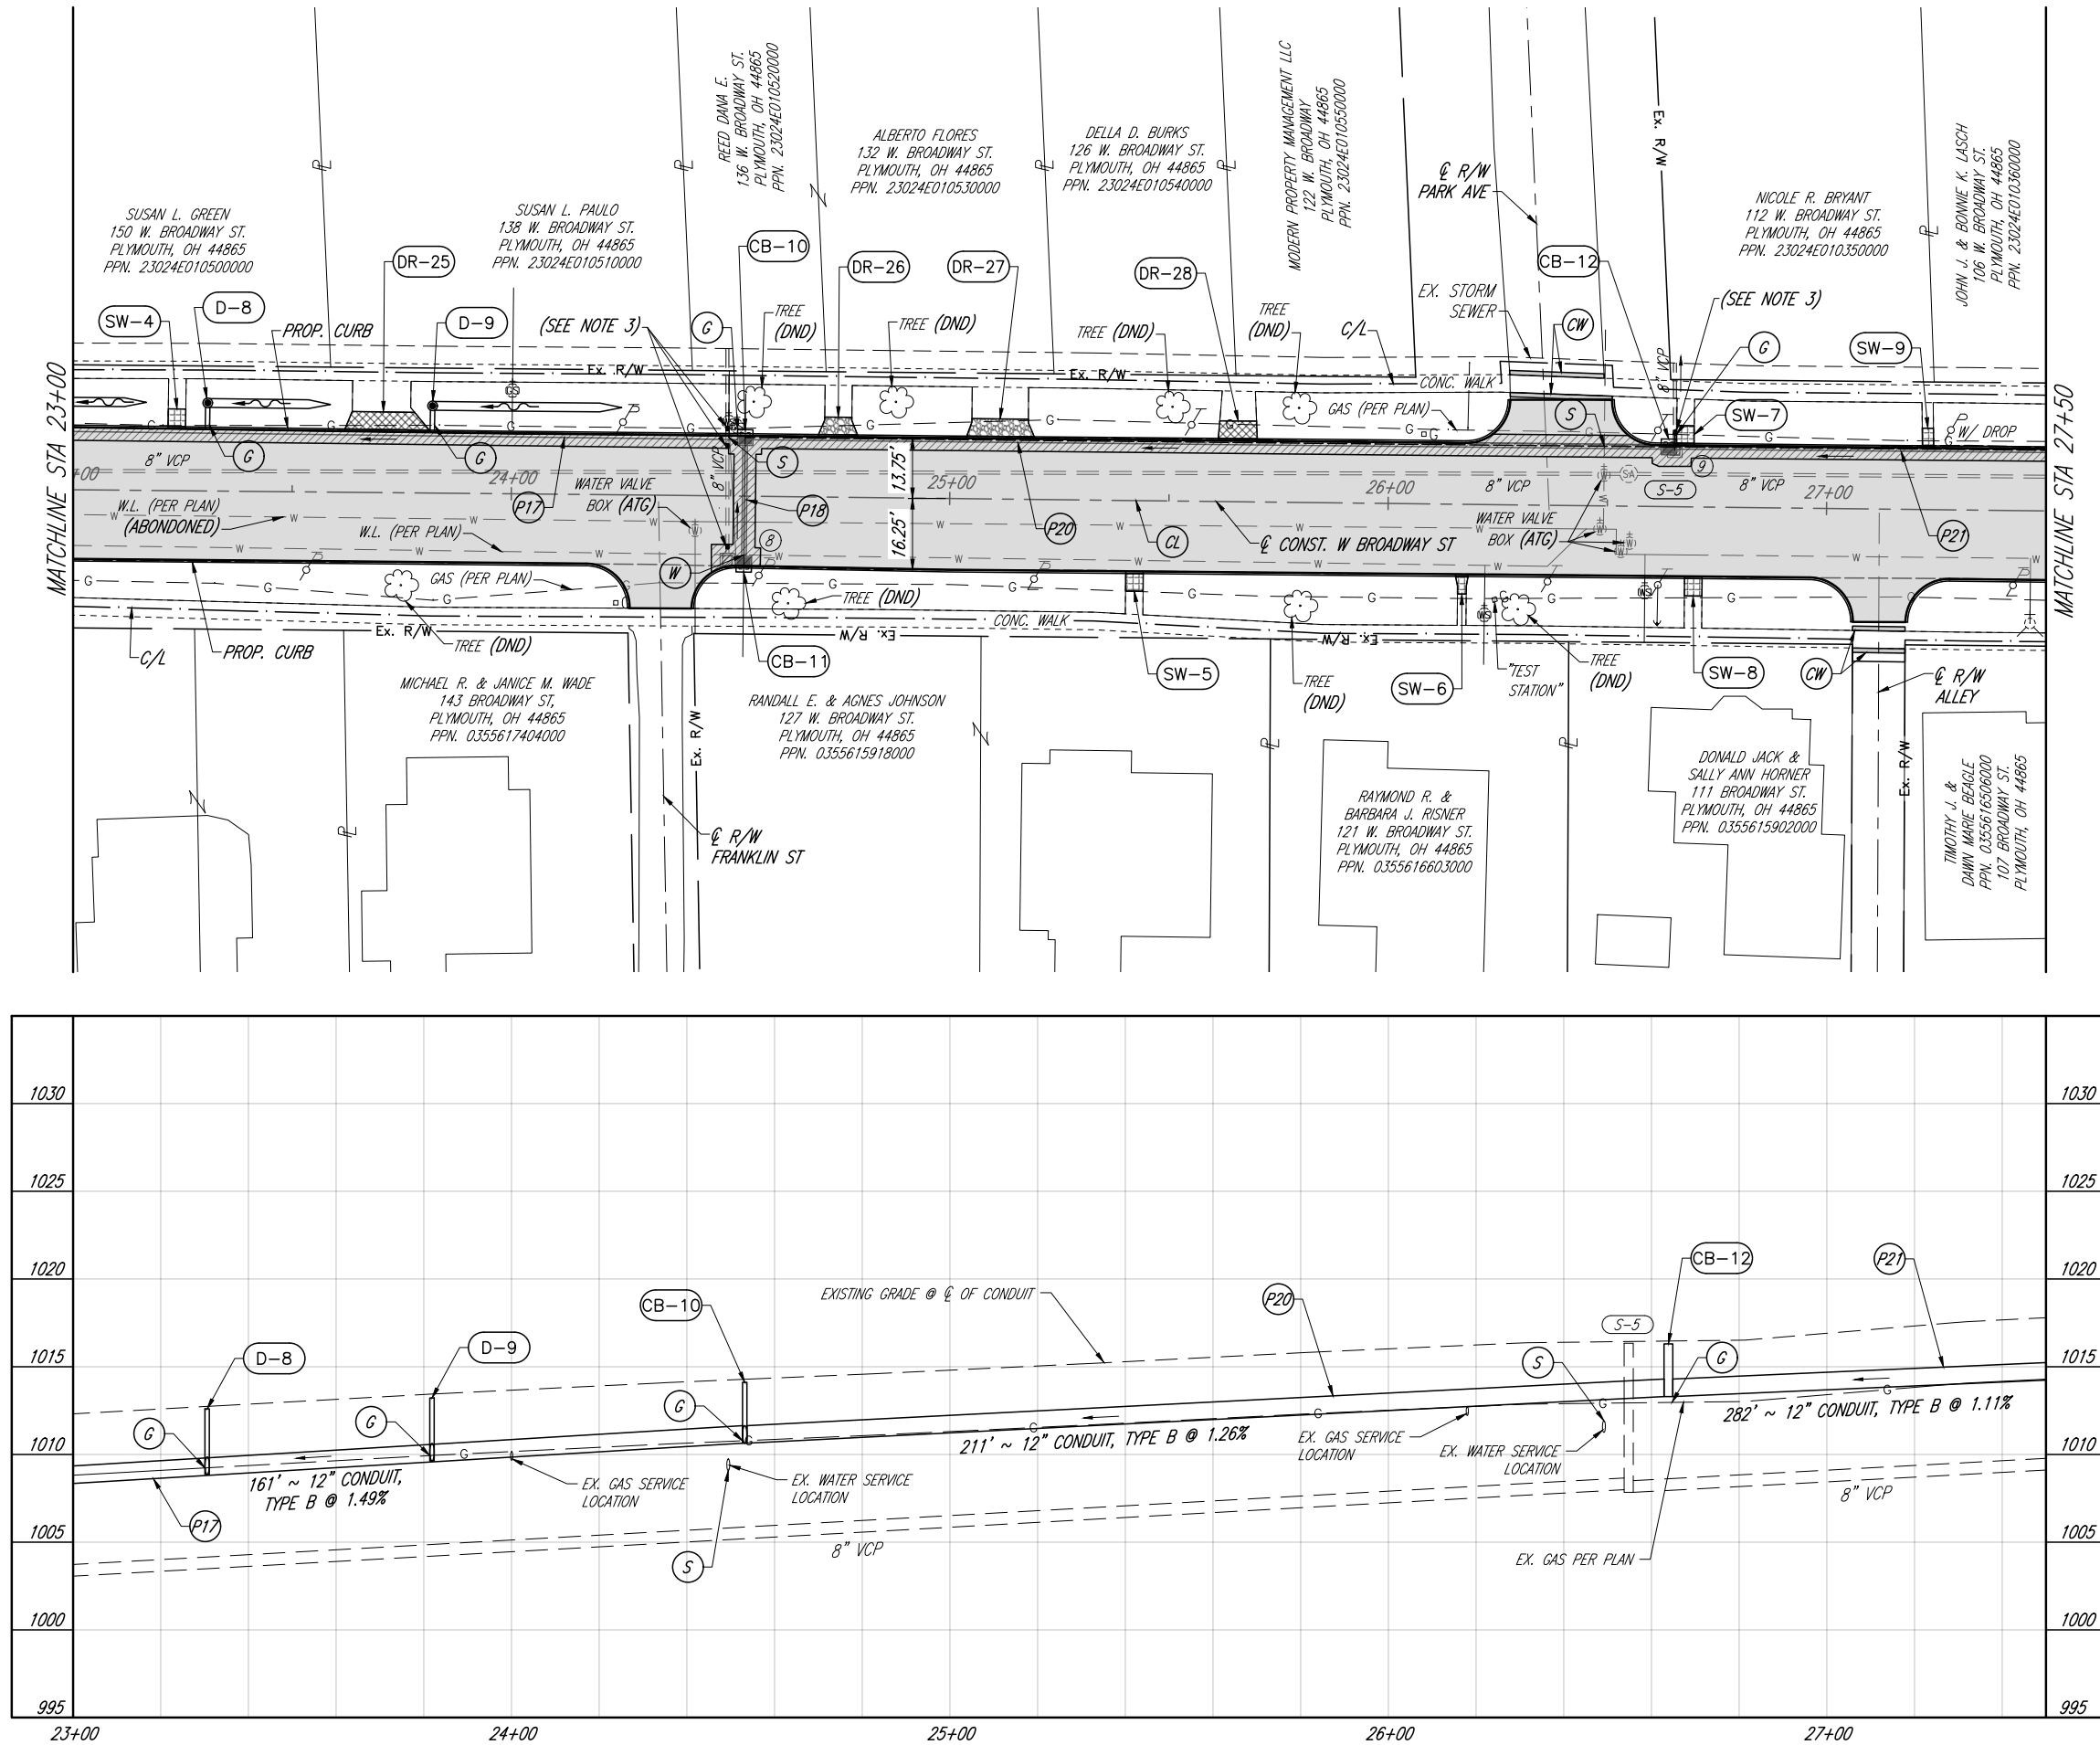 MATCHLINE STA 23+00
MATCHLINE STA 27+50
SUSAN L. GREEN
150 W. BROADWAY ST.
PLYMOUTH, OH 44865
PPN. 23024E010500000
SUSAN L. PAULO
138 W. BROADWAY ST.
PLYMOUTH, OH 44865
PPN. 23024E010510000
REED DANA E.
136 W. BROADWAY ST.
PLYMOUTH, OH 44865
PPN. 23024E010520000
ALBERTO FLORES
132 W. BROADWAY ST.
PLYMOUTH, OH 44865
PPN. 23024E010530000
DELLA D. BURKS
126 W. BROADWAY ST.
PLYMOUTH, OH 44865
PPN. 23024E010540000
MODERN PROPERTY MANAGEMENT LLC
122 W. BROADWAY
PLYMOUTH, OH 44865
PPN. 23024E010550000
℄ R/W
PARK AVE
Ex. R/W
NICOLE R. BRYANT
112 W. BROADWAY ST.
PLYMOUTH, OH 44865
PPN. 23024E010350000
JOHN J. & BONNIE K. LASCH
106 W. BROADWAY ST.
PLYMOUTH, OH 44865
PPN. 23024E010360000
SW-4
D-8
PROP. CURB
DR-25
D-9
(SEE NOTE 3)
G
CB-10
TREE
(DND)
DR-26
TREE (DND)
DR-27
TREE (DND)
DR-28
TREE
(DND)
C/L
EX. STORM
SEWER
CW
CB-12
(SEE NOTE 3)
G
SW-9
SW-7
Ex. R/W
Ex. R/W
CONC. WALK
GAS (PER PLAN)
S
8" VCP
W/ DROP
G
G
S
8" VCP
24+00
25+00
26+00
27+00
8" VCP
8" VCP
8" VCP
9
S-5
SA
W.L. (PER PLAN)
(ABONDONED)
W.L. (PER PLAN)
P17
WATER VALVE
BOX (ATG)
P18
13.75'
16.25'
8
W
P20
CL
℄ CONST. W BROADWAY ST
WATER VALVE
BOX (ATG)
P21
GAS (PER PLAN)
TREE (DND)
TREE (DND)
CONC. WALK
Ex. R/W
Ex. R/W
Ex. R/W
C/L
PROP. CURB
CB-11
SW-5
TREE
(DND)
SW-6
"TEST
STATION"
TREE
(DND)
SW-8
CW
℄ R/W
ALLEY
MICHAEL R. & JANICE M. WADE
143 BROADWAY ST,
PLYMOUTH, OH 44865
PPN. 0355617404000
Ex. R/W
RANDALL E. & AGNES JOHNSON
127 W. BROADWAY ST.
PLYMOUTH, OH 44865
PPN. 0355615918000
℄ R/W
FRANKLIN ST
RAYMOND R. &
BARBARA J. RISNER
121 W. BROADWAY ST.
PLYMOUTH, OH 44865
PPN. 0355616603000
DONALD JACK &
SALLY ANN HORNER
111 BROADWAY ST.
PLYMOUTH, OH 44865
PPN. 0355615902000
Ex. R/W
TIMOTHY J. &
DAWN MARIE BEAGLE
PPN. 0355616506000
107 BROADWAY ST.
PLYMOUTH, OH 44865
1030 1030
1025 1025
1020 1020
1015 1015
1010 1010
1005 1005
1000 1000
995 995
D-8
D-9
CB-10
EXISTING GRADE @ ℄ OF CONDUIT
P20
S-5
CB-12
P21
G
G
G
S
G
161' ~ 12" CONDUIT,
TYPE B @ 1.49%
P17
EX. GAS SERVICE
LOCATION
EX. WATER SERVICE
LOCATION
S
211' ~ 12" CONDUIT, TYPE B @ 1.26%
EX. GAS SERVICE
LOCATION
EX. WATER SERVICE
LOCATION
282' ~ 12" CONDUIT, TYPE B @ 1.11%
8" VCP
8" VCP
EX. GAS PER PLAN
23+00 24+00 25+00 26+00 27+00